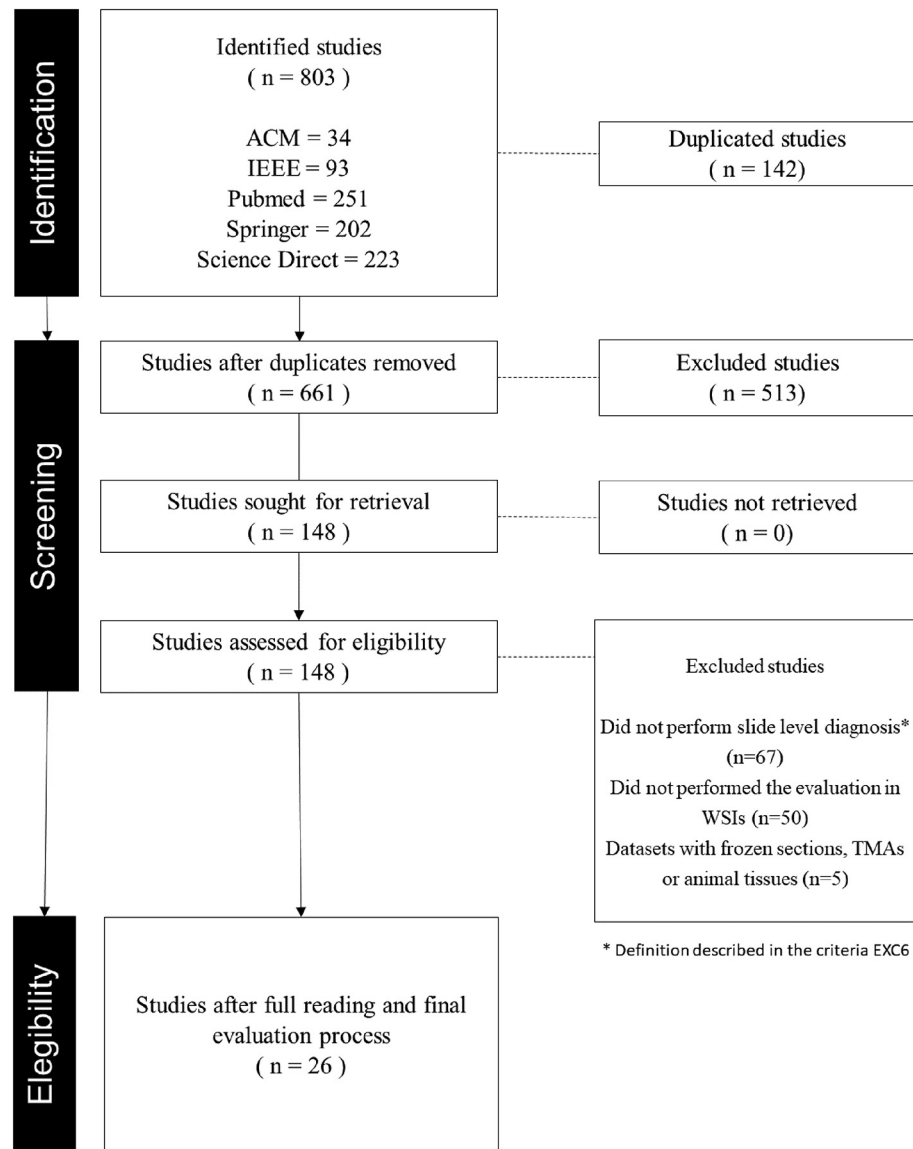 Identification
Identified studies
( n = 803)
ACM = 34
IEEE = 93
Pubmed = 251
Springer = 202
Science Direct = 223
Duplicated studies
( n = 142)
Screening
Studies after duplicates removed
( n = 661 )
Excluded studies
( n = 513)
Studies sought for retrieval
( n = 148 )
Studies not retrieved
( n = 0)
Studies assessed for eligibility
( n = 148 )
Excluded studies
Did not perform slide level diagnosis*
(n=67)
Did not performed the evaluation in
WSIs (n=50)
Datasets with frozen sections, TMAs
or animal tissues (n=5)
* Definition described in the criteria EXC6
Elegibility
Studies after full reading and final
evaluation process
( n = 26 )